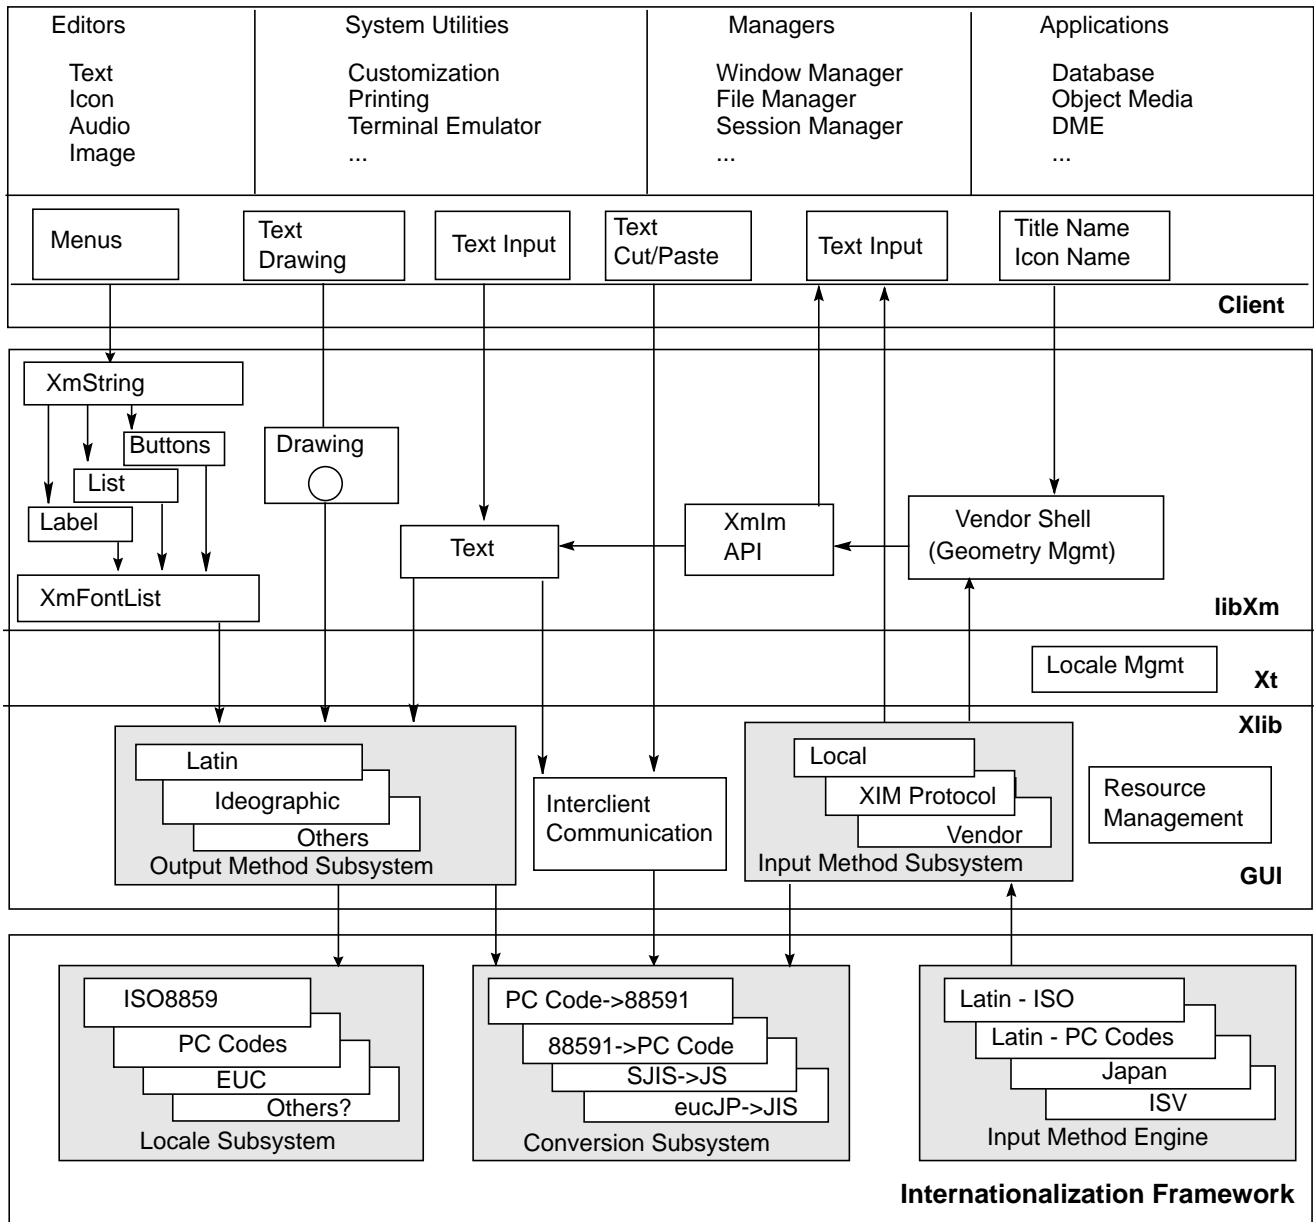 Editors
System Utilities
Managers
Applications
Text
Icon
Audio
Image
Customization
Printing
Terminal Emulator
...
Window Manager
File Manager
Session Manager
...
Database
Object Media
DME
...
Menus
Text
Drawing
Text Input
Text
Cut/Paste
Text Input
Title Name
Icon Name
Client
XmString
Buttons
List
Label
XmFontList
Drawing
Text
XmIm
API
Vendor Shell
(Geometry Mgmt)
libXm
Locale Mgmt
Xt
Xlib
Latin
Ideographic
Others
Output Method Subsystem
Interclient
Communication
Local
XIM Protocol
Vendor
Input Method Subsystem
Resource
Management
GUI
ISO8859
PC Codes
EUC
Others?
Locale Subsystem
PC Code->88591
88591->PC Code
SJIS->JS
eucJP->JIS
Conversion Subsystem
Latin - ISO
Latin - PC Codes
Japan
ISV
Input Method Engine
Internationalization Framework